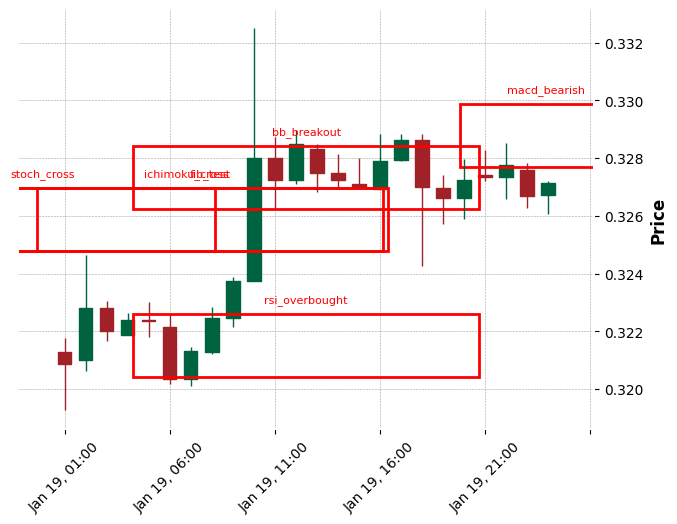 0.332
macd_bearish
0.330
bb_breakout
0.328
stoch_cross
fib_test
0.326
Price
0.324
rsi_overbought
0.322
0.320
Jan 19, 01:00
Jan 19, 06:00
Jan 19, 11:00
Jan 19, 16:00
Jan 19, 21:00